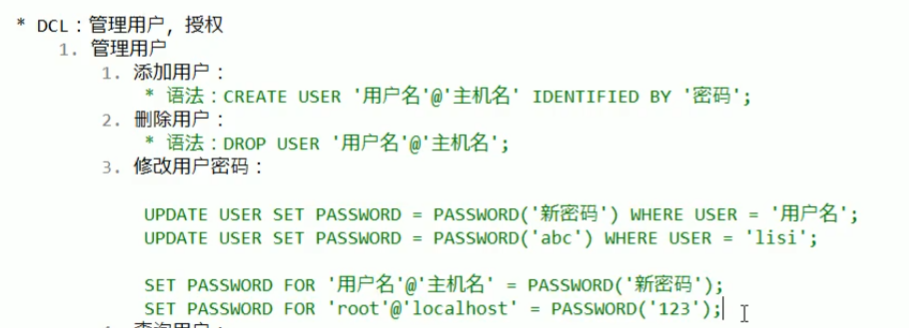 * DCL：管理用户，授权
1. 管理用户
1. 添加用户：
* 语法：CREATE USER '用户名'@'主机名' IDENTIFIED BY '密码';
2. 删除用户：
* 语法：DROP USER '用户名'@'主机名';
3. 修改用户密码：
UPDATE USER SET PASSWORD = PASSWORD('新密码') WHERE USER = '用户名';
UPDATE USER SET PASSWORD = PASSWORD('abc') WHERE USER = 'lisi';
SET PASSWORD FOR '用户名'@'主机名' = PASSWORD('新密码');
SET PASSWORD FOR 'root'@'localhost' = PASSWORD('123');
查询用户：